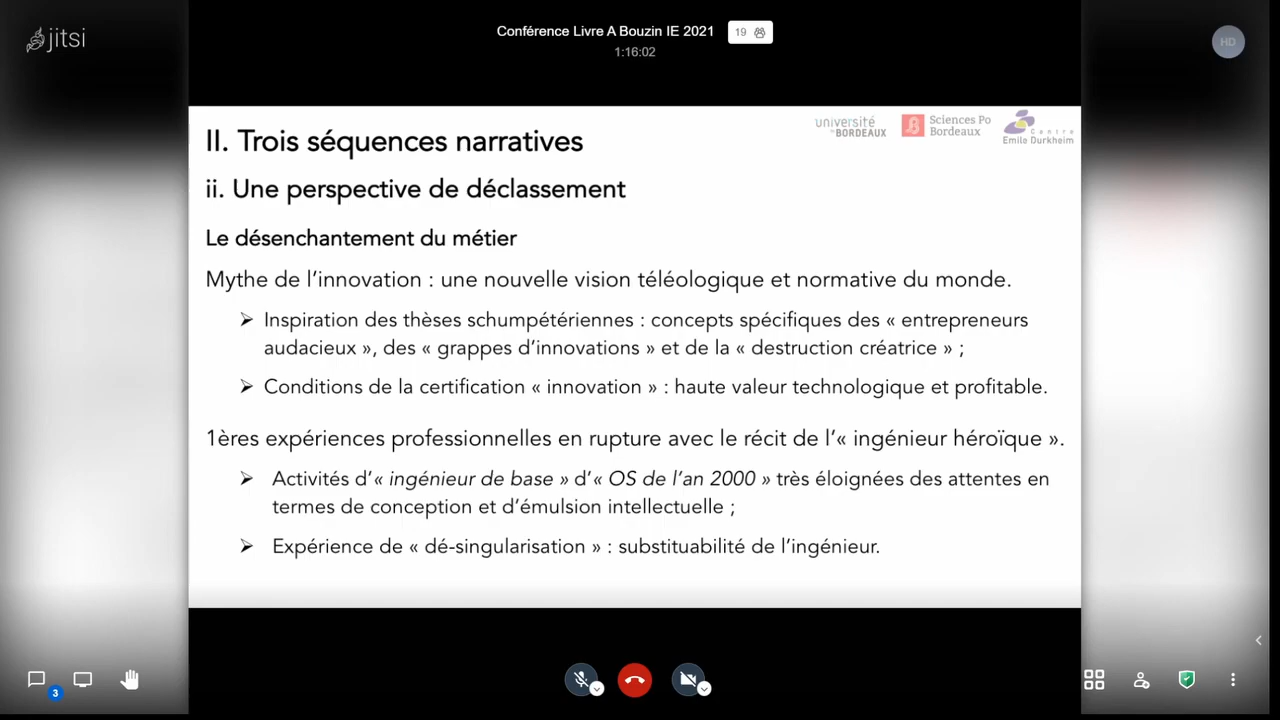 jitsi
Conférence Livre A Bouzin IE 2021
19
1:16:02
HD
université
de BORDEAUX
Sciences Po
Bordeaux
Centre
Emile Durkheim
II. Trois séquences narratives
ii. Une perspective de déclassement
Le désenchantement du métier
Mythe de l'innovation : une nouvelle vision téléologique et normative du monde.
➢ Inspiration des thèses schumpétériennes : concepts spécifiques des « entrepreneurs
audacieux », des « grappes d'innovations » et de la « destruction créatrice » ;
➢ Conditions de la certification « innovation » : haute valeur technologique et profitable.
1ères expériences professionnelles en rupture avec le récit de l'« ingénieur héroïque ».
➢ Activités d'« ingénieur de base » d'« OS de l'an 2000 » très éloignées des attentes en
termes de conception et d'émulsion intellectuelle ;
➢ Expérience de « dé-singularisation » : substituabilité de l'ingénieur.
3